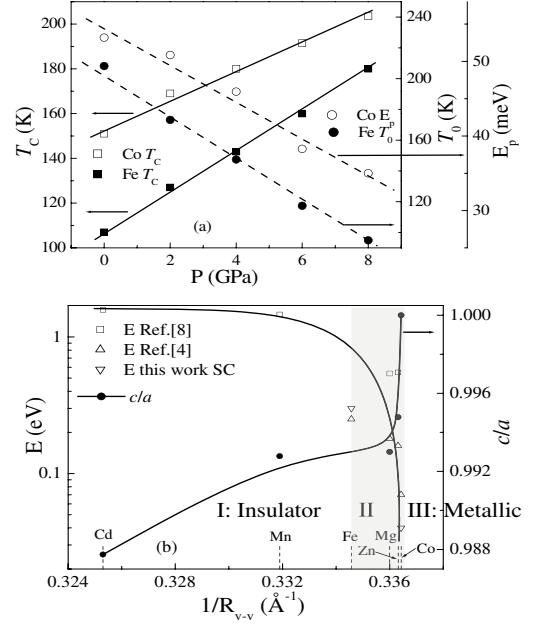 200
180
160
140
120
100
T_C (K)
Co T_C
Fe T_C
(a)
Co E_p
Fe T_0
240
200
160
120
T_0 (K)
50
40
30
E_p (meV)
0 2 4 6 8
P (GPa)
1
0.1
E (eV)
E Ref.[8]
E Ref.[4]
E this work SC
c/a
1.000
0.996
0.992
0.988
c/a
I: Insulator II III: Metallic
Cd Mn Fe Mg Zn Co
(b)
0.324 0.328 0.332 0.336
1/R_v-v (Å^-1)